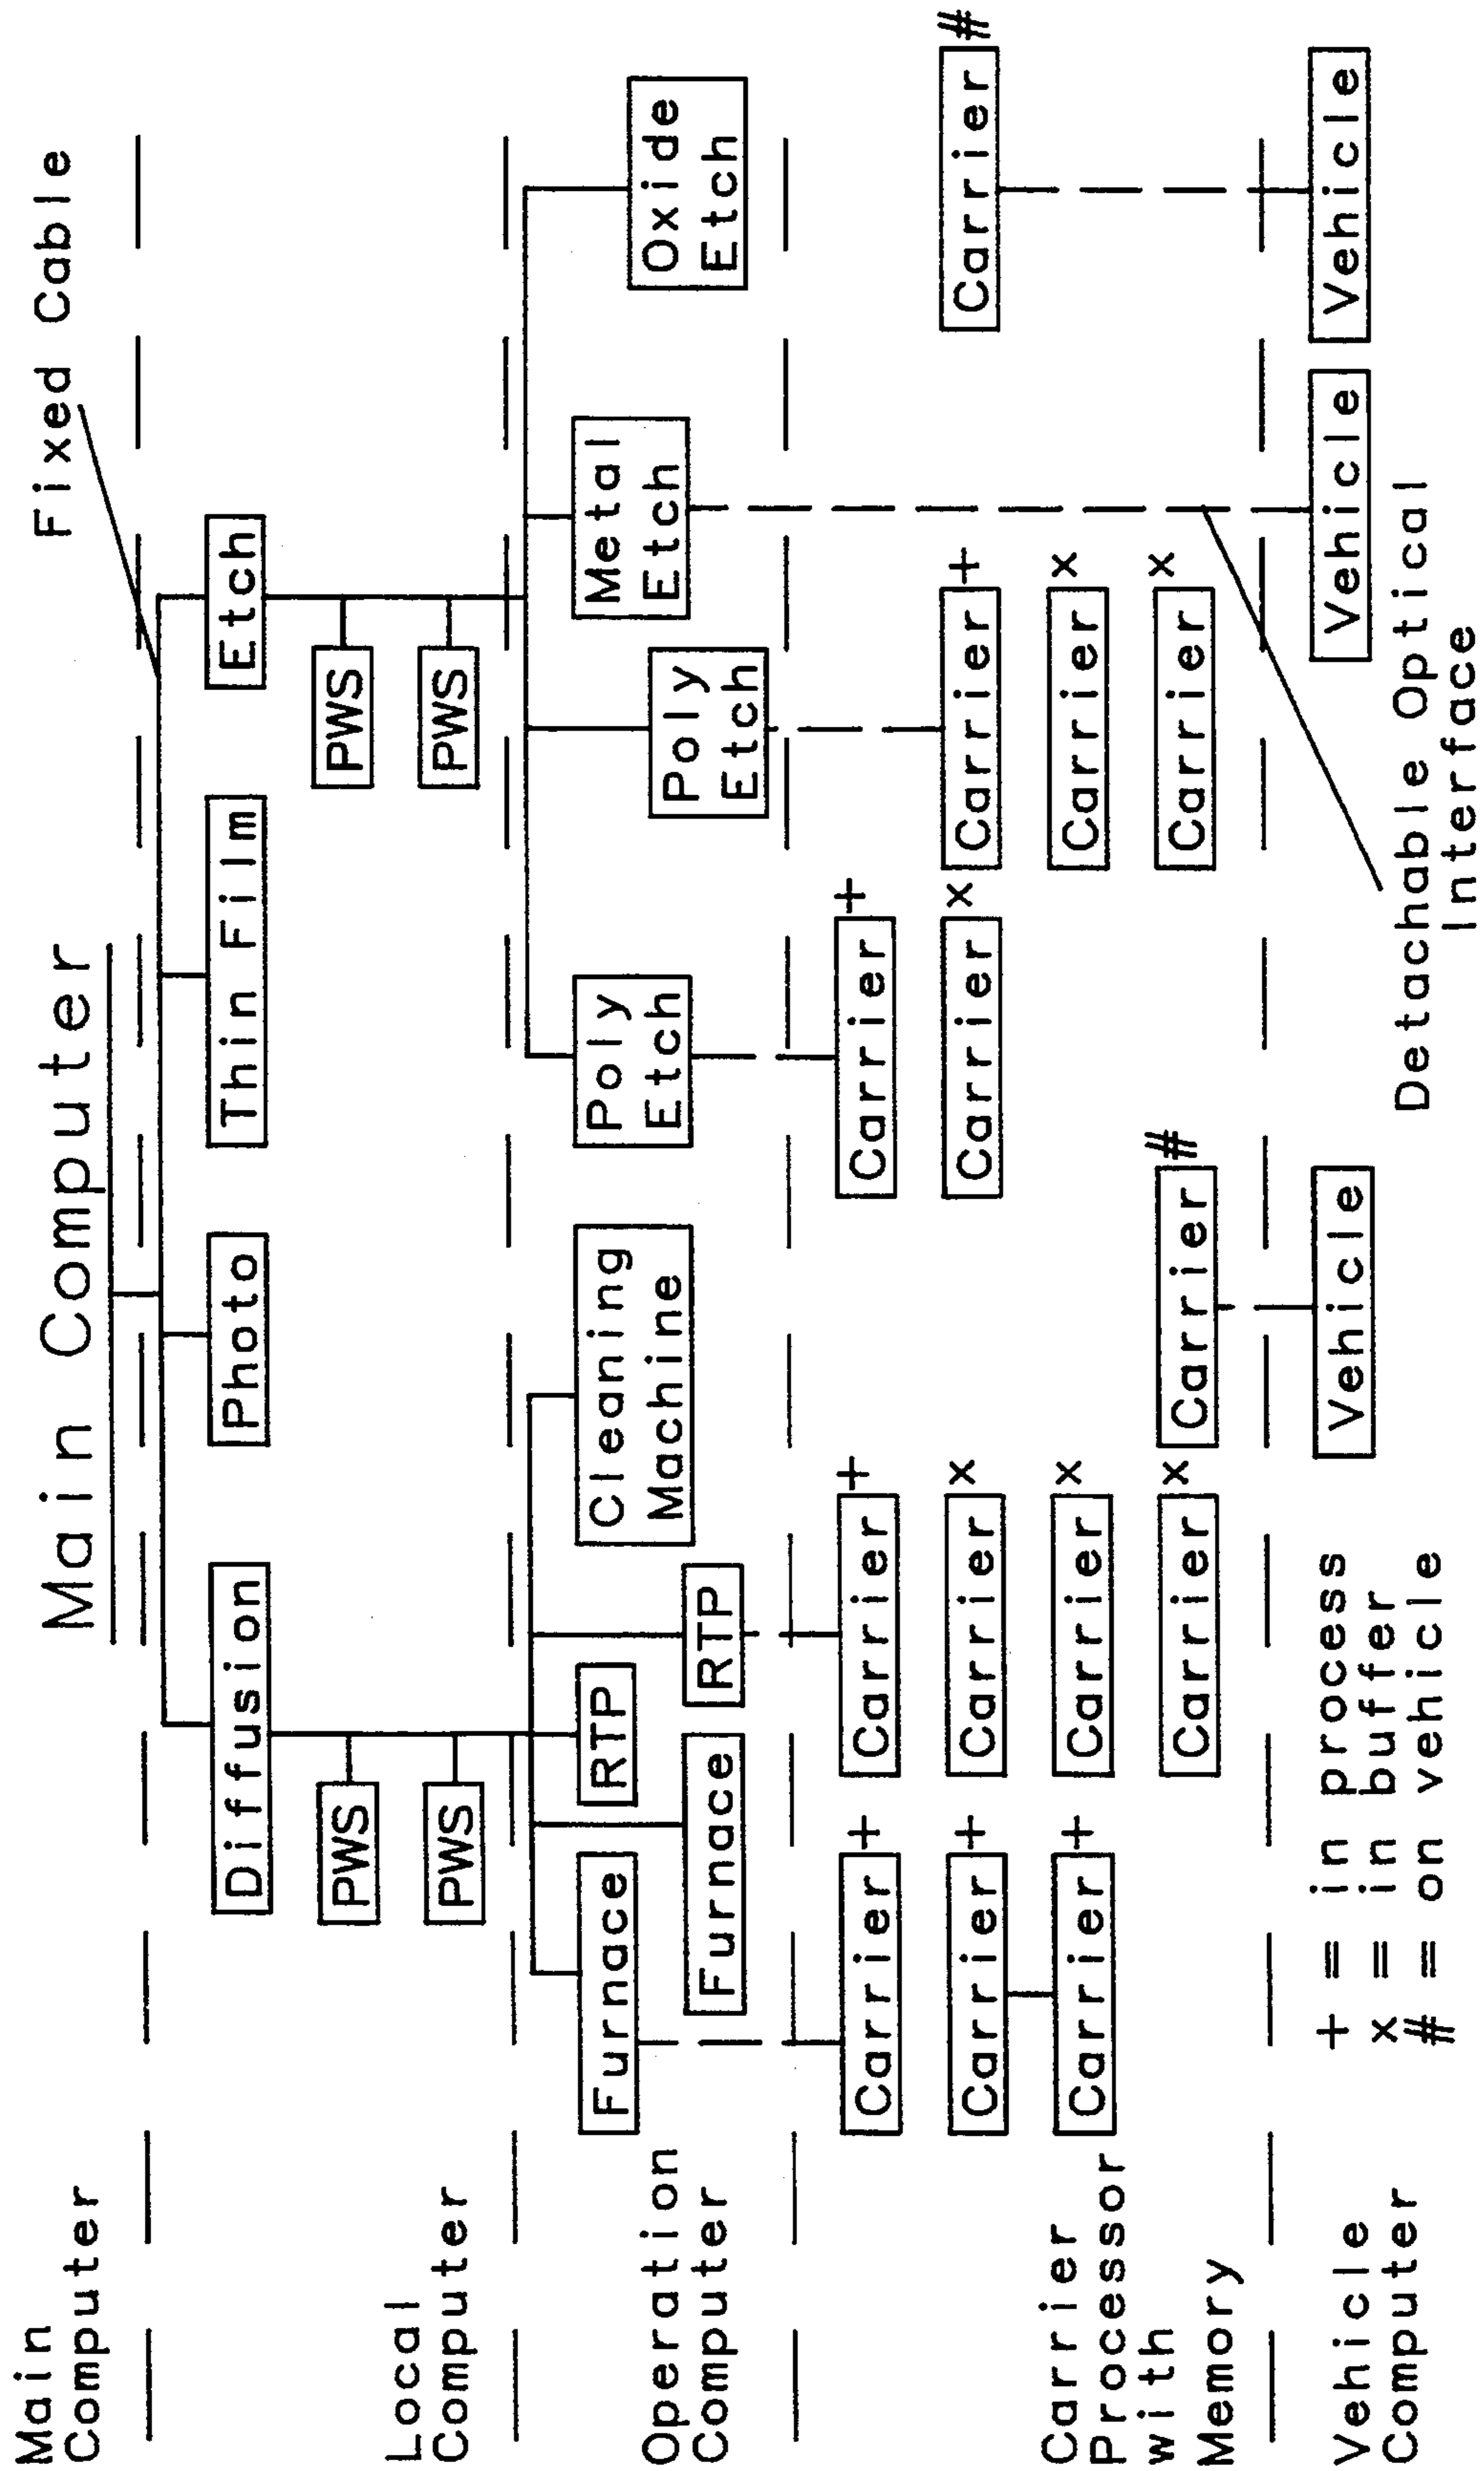 Main Computer
Fixed Cable
Main
Computer
Diffusion
Photo
Thin Film
Etch
PWS
PWS
PWS
PWS
Local
Computer
Furnace
Furnace
RTP
RTP
Cleaning
Machine
Poly
Etch
Poly
Etch
Metal
Etch
Oxide
Etch
Operation
Computer
Carrier +
Carrier +
Carrier +
Carrier +
Carrier x
Carrier x
Carrier x
Carrier #
Carrier +
Carrier x
Carrier +
Carrier x
Carrier x
Carrier #
Carrier
Processor
with
Memory
Vehicle
Vehicle
Vehicle
Vehicle
Computer
+ = in process
x = in buffer
# = on vehicle
Detachable Optical
Interface